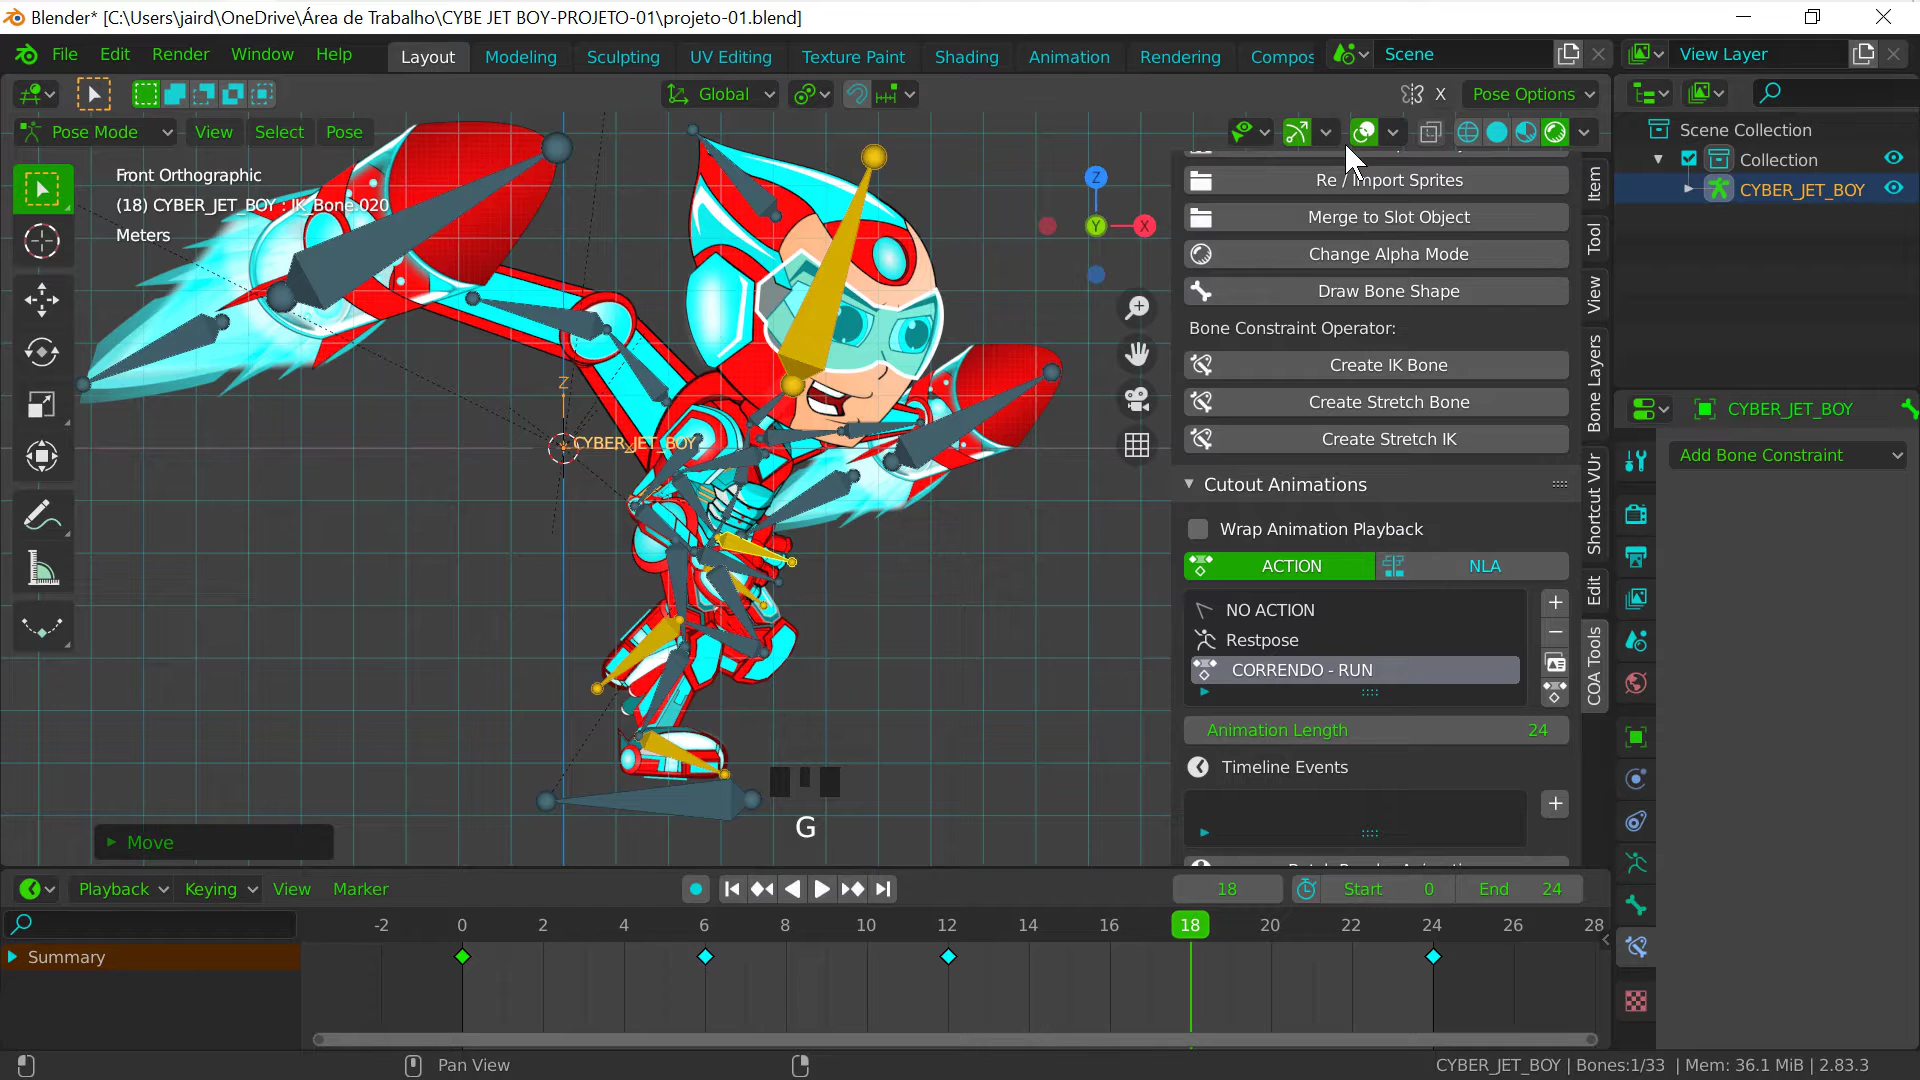 Blender* [C:\Users\jaird\OneDrive\Área de Trabalho\CYBE JET BOY-PROJETO-01\projeto-01.blend]
File Edit Render Window Help Layout Modeling Sculpting UV Editing Texture Paint Shading Animation Rendering Compos Scene View Layer
Global X Pose Options
Pose Mode View Select Pose
Front Orthographic
(18) CYBER_JET_BOY : IK_Bone.020
Meters
Z
CYBER_JET_BOY
Z
Y
X
G
Move
Re / Import Sprites
Merge to Slot Object
Change Alpha Mode
Draw Bone Shape
Bone Constraint Operator:
Create IK Bone
Create Stretch Bone
Create Stretch IK
Cutout Animations
Wrap Animation Playback
ACTION NLA
NO ACTION
Restpose
CORRENDO - RUN
Animation Length 24
Timeline Events
Item
Tool
View
Bone Layers
Shortcut VUr
Edit
COA Tools
Scene Collection
Collection
CYBER_JET_BOY
CYBER_JET_BOY
Add Bone Constraint
Playback Keying View Marker 18 Start 0 End 24
-2 0 2 4 6 8 10 12 14 16 18 20 22 24 26 28
Summary
Pan View
CYBER_JET_BOY | Bones:1/33 | Mem: 36.1 MiB | 2.83.3